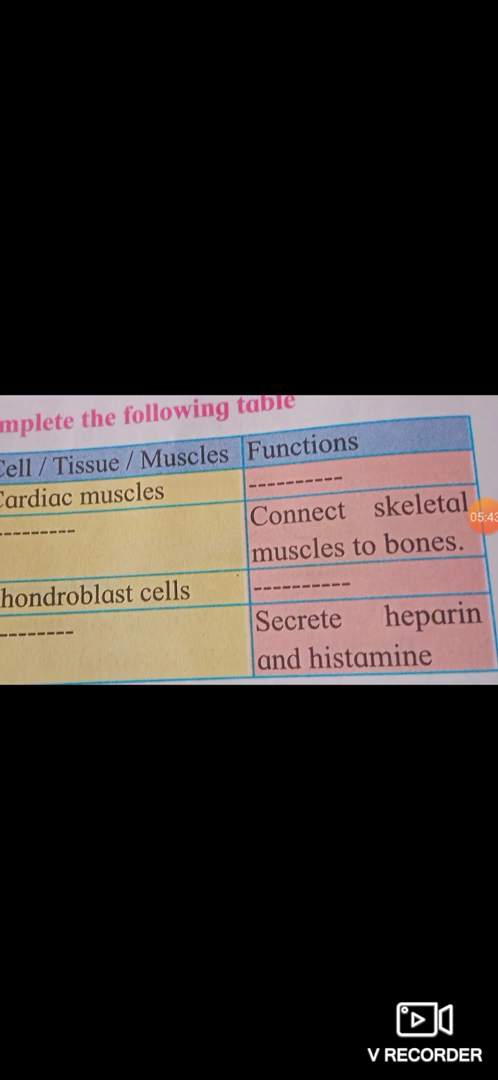 mplete the following table
Cell / Tissue / Muscles Functions
Cardiac muscles ----------
--------- Connect skeletal
muscles to bones.
hondroblast cells ----------
-------- Secrete heparin
and histamine
05:43
V RECORDER